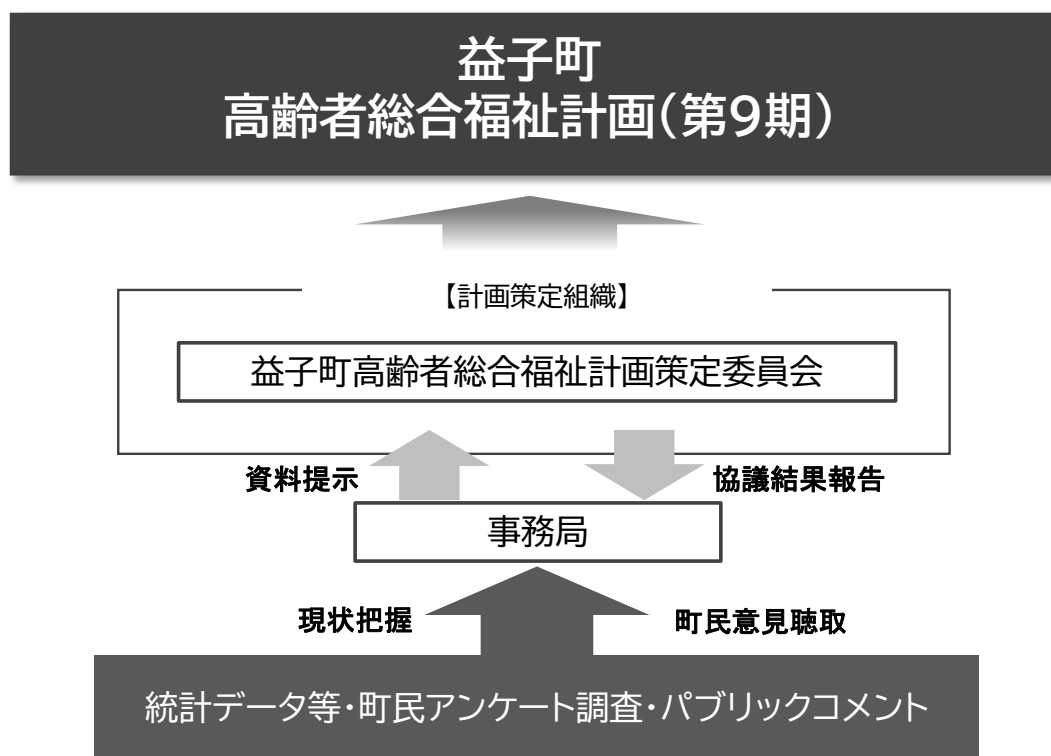 益子町
高齢者総合福祉計画(第9期)
【計画策定組織】
益子町高齢者総合福祉計画策定委員会
資料提示
協議結果報告
事務局
現状把握
町民意見聴取
統計データ等・町民アンケート調査・パブリックコメント